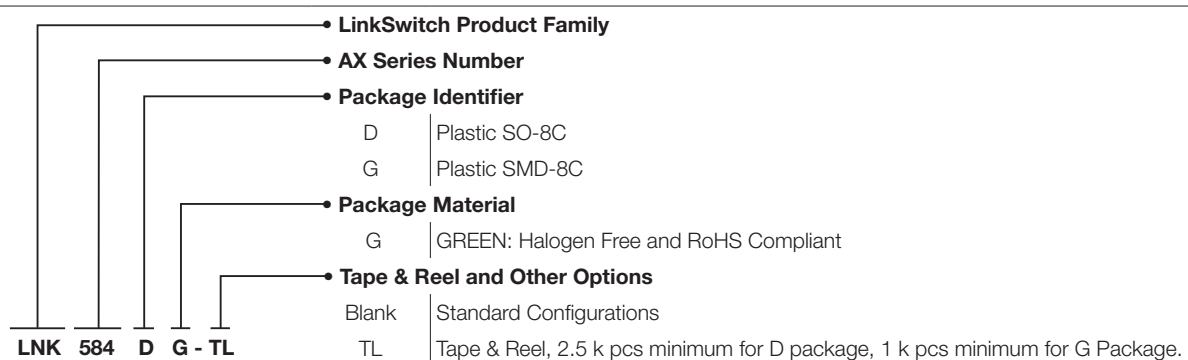 LinkSwitch Product Family
AX Series Number
Package Identifier
D Plastic SO-8C
G Plastic SMD-8C
Package Material
G GREEN: Halogen Free and RoHS Compliant
Tape & Reel and Other Options
Blank Standard Configurations
LNK 584 D G - TL TL Tape & Reel, 2.5 k pcs minimum for D package, 1 k pcs minimum for G Package.